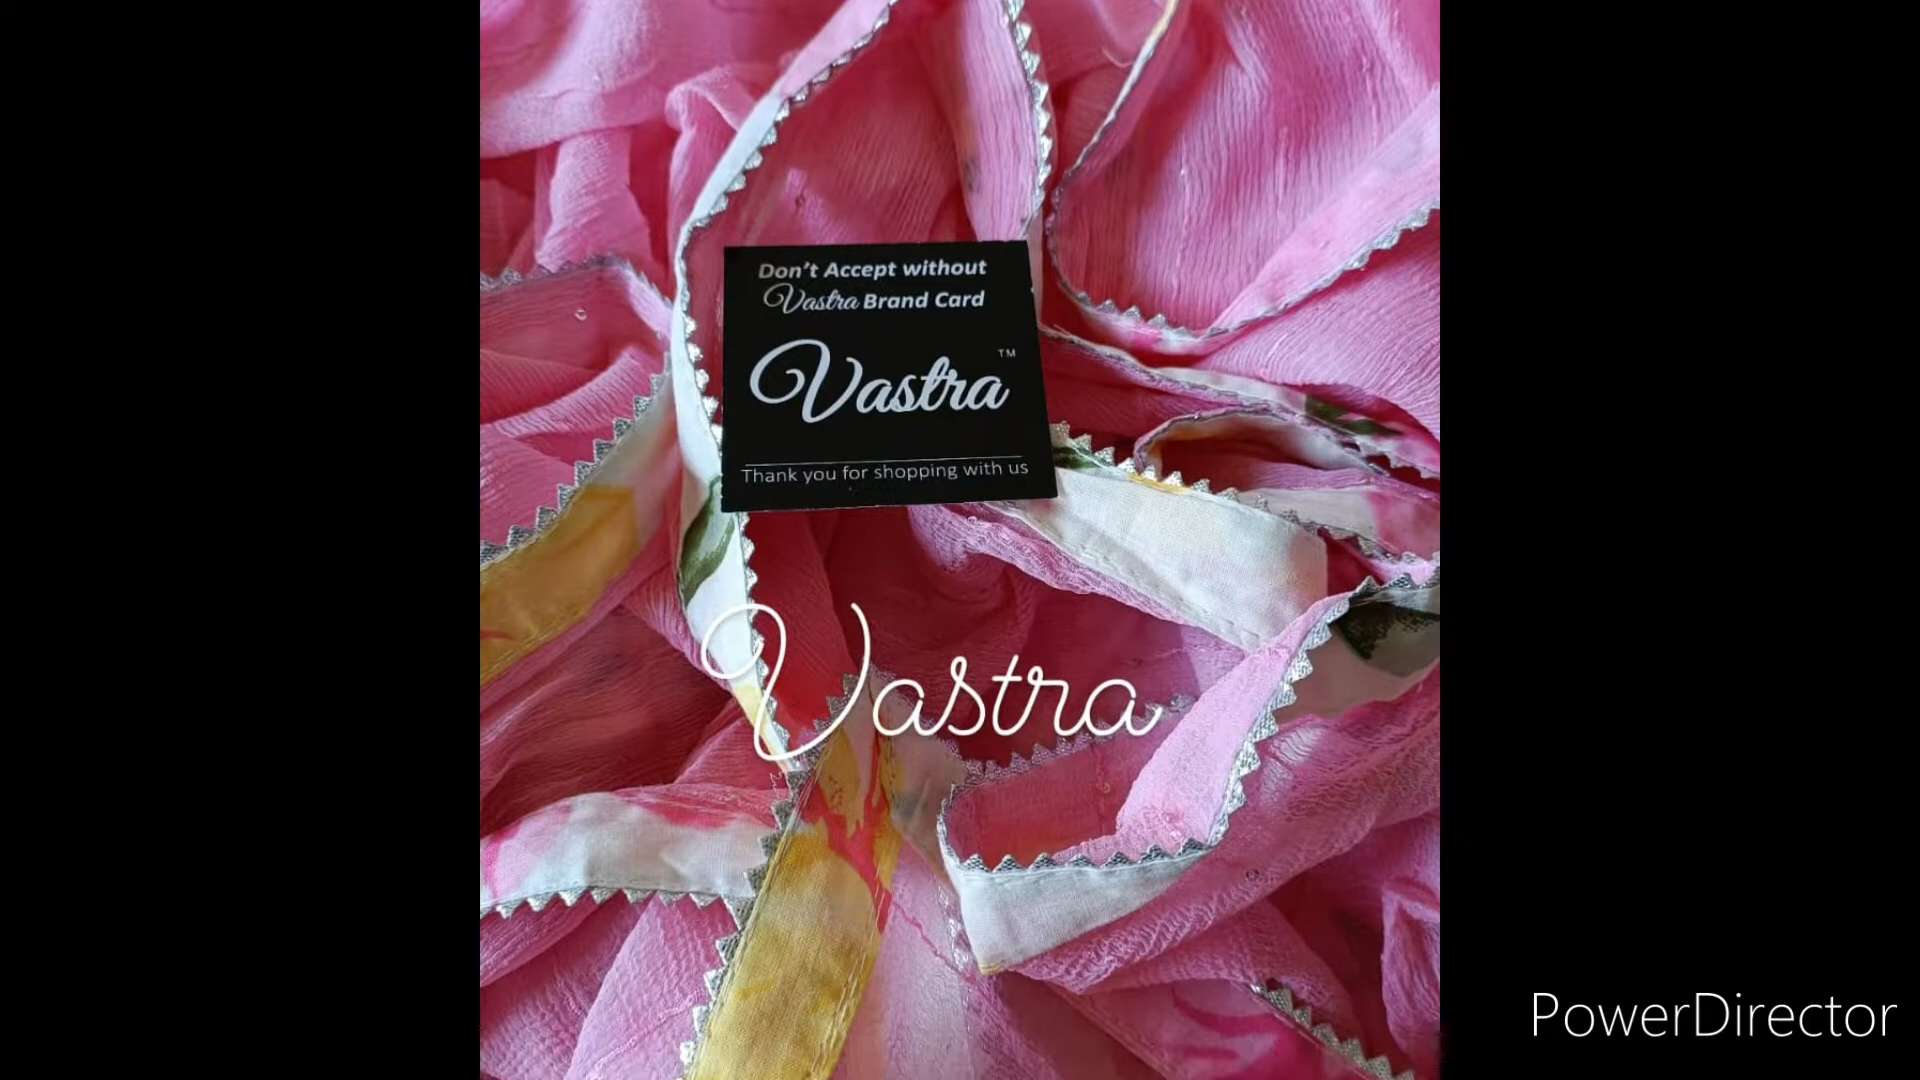 Don't Accept without
Vastra Brand Card
Vastra™
Thank you for shopping with us
Vastra
PowerDirector